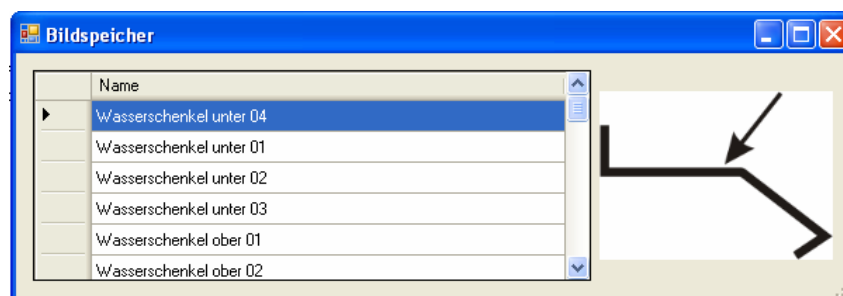 Bildspeicher
Name
Wasserschenkel unter 04
Wasserschenkel unter 01
Wasserschenkel unter 02
Wasserschenkel unter 03
Wasserschenkel ober 01
Wasserschenkel ober 02